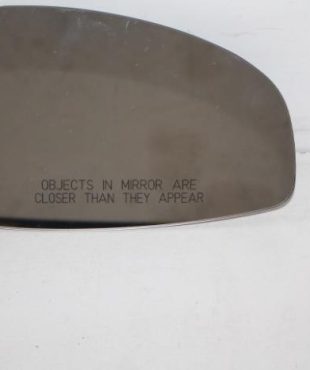 OBJECTS IN MIRROR ARE
CLOSER THAN THEY APPEAR